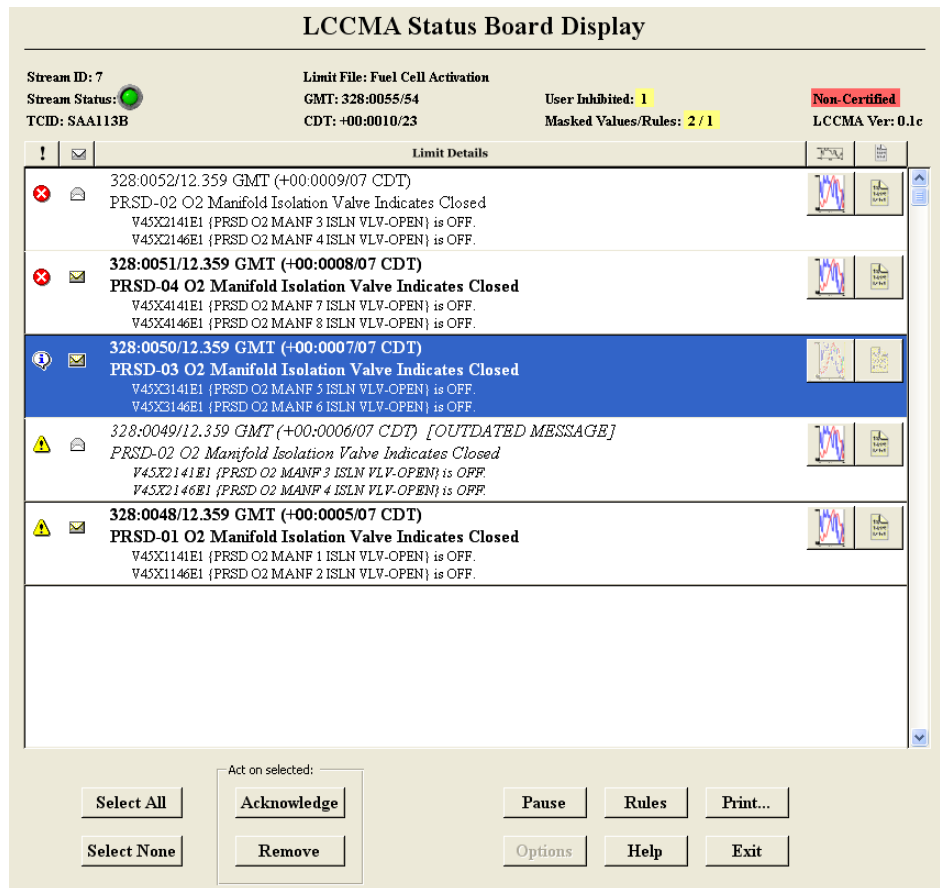 LCCMA Status Board Display
Stream ID: 7 Limit File: Fuel Cell Activation
Stream Status: GMT: 328:0055/54 User Inhibited: 1 Non-Certified
TCID: SAA113B CDT: +00:0010/23 Masked Values/Rules: 2 / 1 LCCMA Ver: 0.1c
! Limit Details
328:0052/12.359 GMT (+00:0009/07 CDT)
PRSD-02 O2 Manifold Isolation Valve Indicates Closed
V45X2141E1 {PRSD O2 MANF 3 ISLN VLV-OPEN} is OFF.
V45X2146E1 {PRSD O2 MANF 4 ISLN VLV-OPEN} is OFF.
328:0051/12.359 GMT (+00:0008/07 CDT)
PRSD-04 O2 Manifold Isolation Valve Indicates Closed
V45X4141E1 {PRSD O2 MANF 7 ISLN VLV-OPEN} is OFF.
V45X4146E1 {PRSD O2 MANF 8 ISLN VLV-OPEN} is OFF.
328:0050/12.359 GMT (+00:0007/07 CDT)
PRSD-03 O2 Manifold Isolation Valve Indicates Closed
V45X3141E1 {PRSD O2 MANF 5 ISLN VLV-OPEN} is OFF.
V45X3146E1 {PRSD O2 MANF 6 ISLN VLV-OPEN} is OFF.
328:0049/12.359 GMT (+00:0006/07 CDT) [OUTDATED MESSAGE]
PRSD-02 O2 Manifold Isolation Valve Indicates Closed
V45X2141E1 {PRSD O2 MANF 3 ISLN VLV-OPEN} is OFF.
V45X2146E1 {PRSD O2 MANF 4 ISLN VLV-OPEN} is OFF.
328:0048/12.359 GMT (+00:0005/07 CDT)
PRSD-01 O2 Manifold Isolation Valve Indicates Closed
V45X1141E1 {PRSD O2 MANF 1 ISLN VLV-OPEN} is OFF.
V45X1146E1 {PRSD O2 MANF 2 ISLN VLV-OPEN} is OFF.
Act on selected:
Select All Acknowledge Pause Rules Print...
Select None Remove Options Help Exit